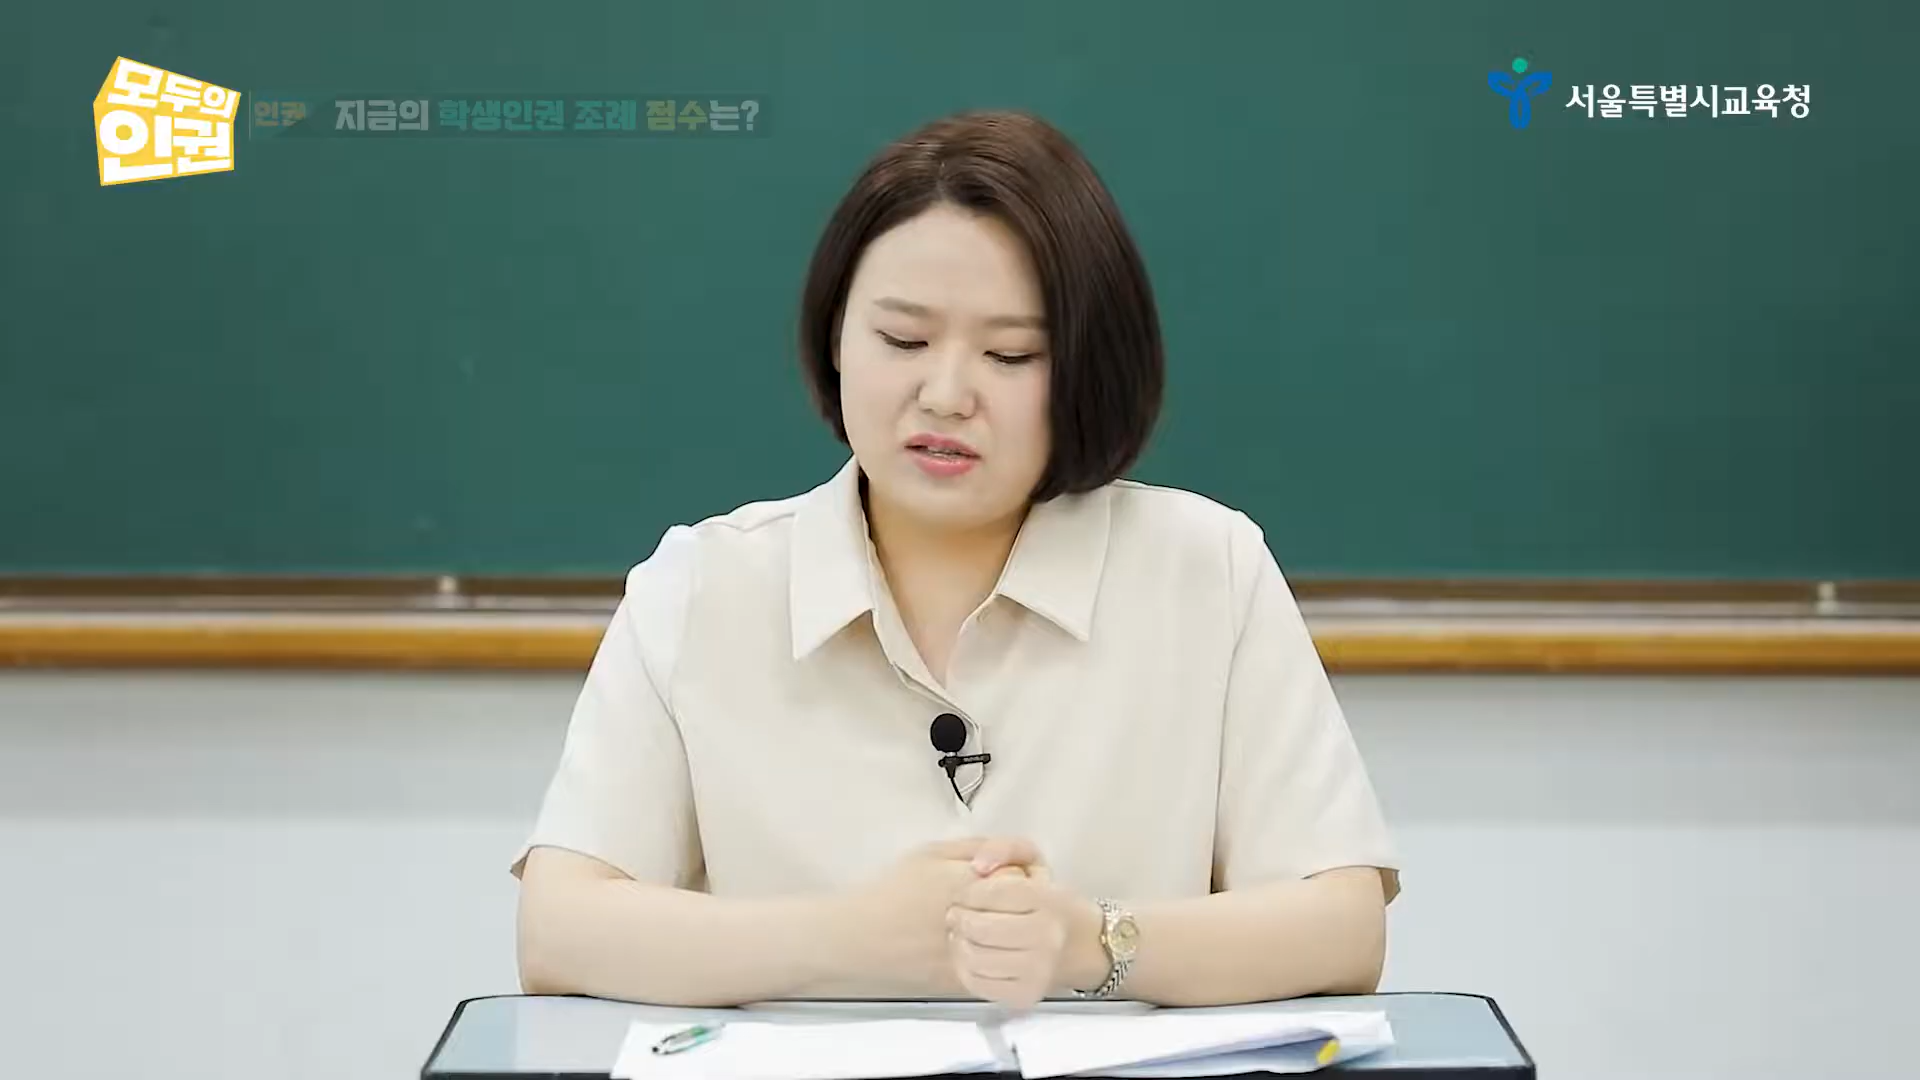 모두의
인권
인권
지금의 학생인권 조례 점수는?
서울특별시교육청